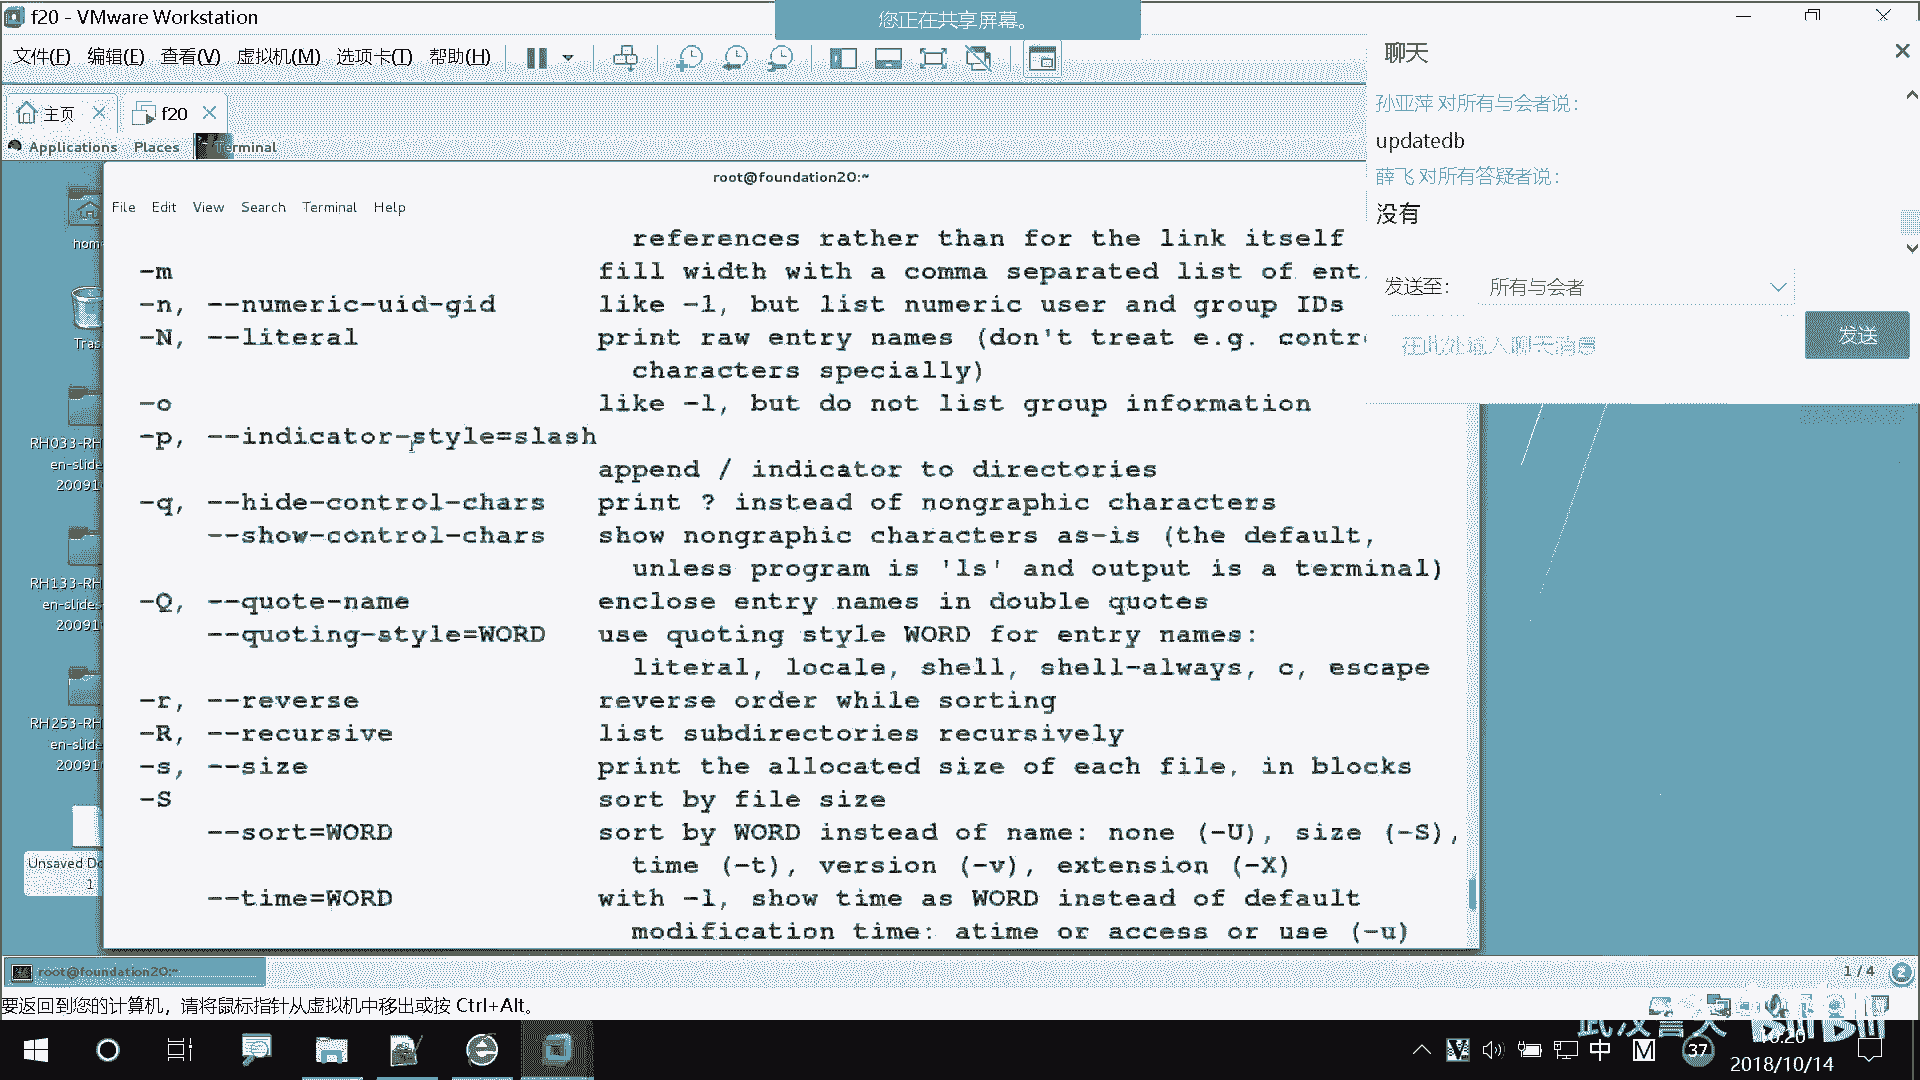 f20 - VMware Workstation
您正在共享屏幕。
文件(F) 编辑(E) 查看(V) 虚拟机(M) 选项卡(T) 帮助(H)
主页
f20
Applications Places Terminal
root@foundation20:~
File Edit View Search Terminal Help
references rather than for the link itself
-m fill width with a comma separated list of ent
-n, --numeric-uid-gid like -l, but list numeric user and group IDs
-N, --literal print raw entry names (don't treat e.g. contr
characters specially)
-o like -l, but do not list group information
-p, --indicator-style=slash
append / indicator to directories
-q, --hide-control-chars print ? instead of nongraphic characters
--show-control-chars show nongraphic characters as-is (the default,
unless program is 'ls' and output is a terminal)
-Q, --quote-name enclose entry names in double quotes
--quoting-style=WORD use quoting style WORD for entry names:
literal, locale, shell, shell-always, c, escape
-r, --reverse reverse order while sorting
-R, --recursive list subdirectories recursively
-s, --size print the allocated size of each file, in blocks
-S sort by file size
--sort=WORD sort by WORD instead of name: none (-U), size (-S),
time (-t), version (-v), extension (-X)
--time=WORD with -l, show time as WORD instead of default
modification time: atime or access or use (-u)
hom
Tras
RH033-RH
en-slide
20091
RH133-RH
en-slide
20091
RH253-RH
en-slide
20091
Unsaved Do
1
聊天
孙亚萍 对所有与会者说:
updatedb
薛飞 对所有答疑者说:
没有
发送至: 所有与会者
在此处输入聊天消息
发送
root@foundation20:~
1 / 4
2
要返回到您的计算机，请将鼠标指针从虚拟机中移出或按 Ctrl+Alt。
中
M
37
16:20
2018/10/14